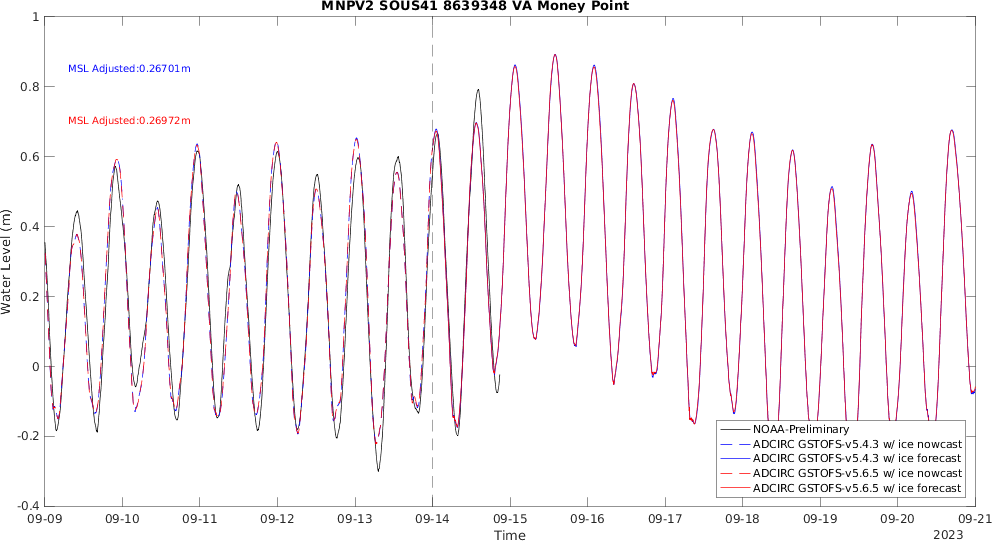 MNPV2 SOUS41 8639348 VA Money Point
1
0.8
0.6
0.4
0.2
0
-0.2
-0.4
Water Level (m)
MSL Adjusted:0.26701m
MSL Adjusted:0.26972m
NOAA-Preliminary
ADCIRC GSTOFS-v5.4.3 w/ ice nowcast
ADCIRC GSTOFS-v5.4.3 w/ ice forecast
ADCIRC GSTOFS-v5.6.5 w/ ice nowcast
ADCIRC GSTOFS-v5.6.5 w/ ice forecast
09-09 09-10 09-11 09-12 09-13 09-14 09-15 09-16 09-17 09-18 09-19 09-20 09-21
Time
2023